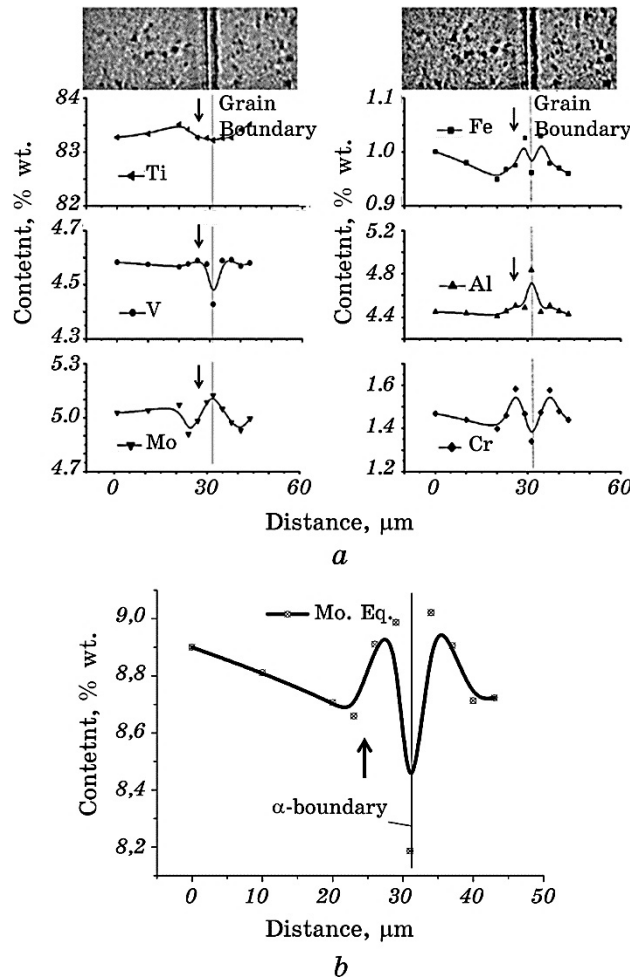 84
83
82
Grain
Boundary
Ti
4.7
4.5
4.3
V
5.3
5.0
4.7
Mo
0 30 60
1.1
1.0
0.9
Fe
Grain
Boundary
5.2
4.8
4.4
Al
1.6
1.4
1.2
Cr
0 30 60
Contetnt, % wt.
Contetnt, % wt.
Distance, μm
Distance, μm
a
9,0
8,8
8,6
8,4
8,2
Mo. Eq.
α-boundary
Contetnt, % wt.
0 10 20 30 40 50
Distance, μm
b